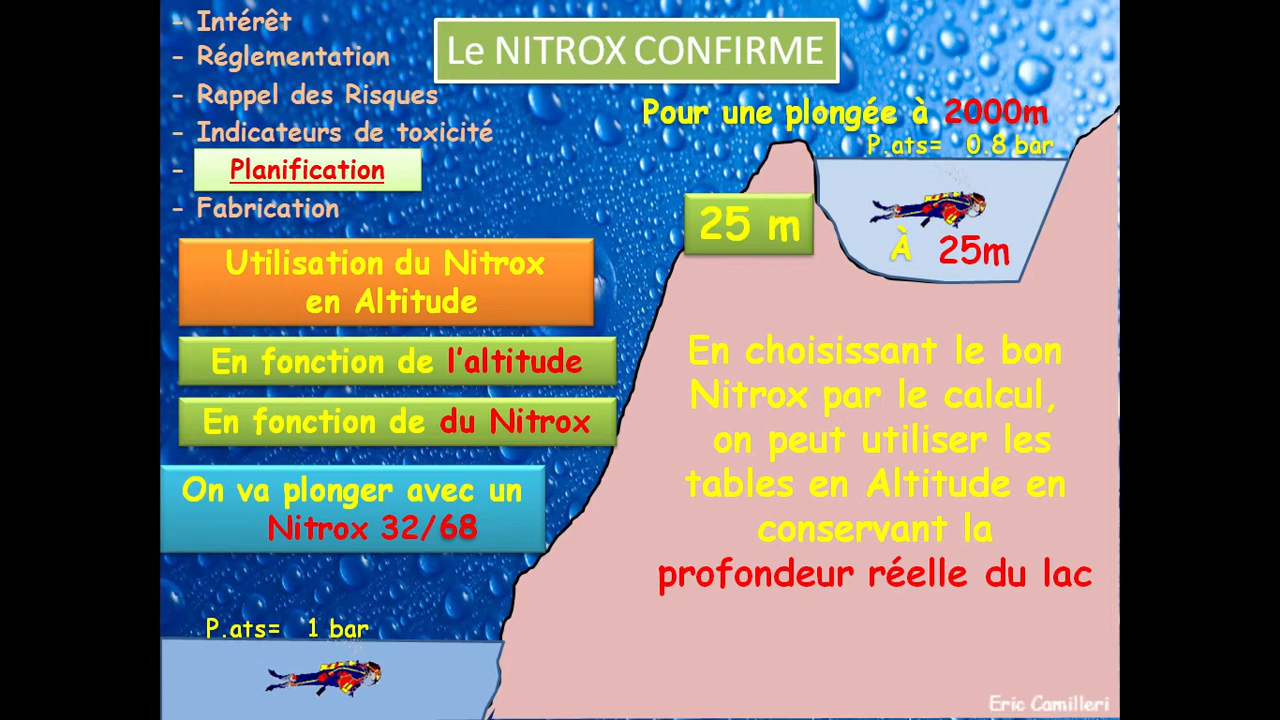 - Intérêt
- Réglementation
- Rappel des Risques
- Indicateurs de toxicité
- Planification
- Fabrication
Le NITROX CONFIRME
Pour une plongée à 2000m
P.ats= 0.8 bar
25 m
À 25m
Utilisation du Nitrox
en Altitude
En fonction de l'altitude
En fonction de du Nitrox
On va plonger avec un
Nitrox 32/68
En choisissant le bon
Nitrox par le calcul,
on peut utiliser les
tables en Altitude en
conservant la
profondeur réelle du lac
P.ats= 1 bar
Eric Camilleri